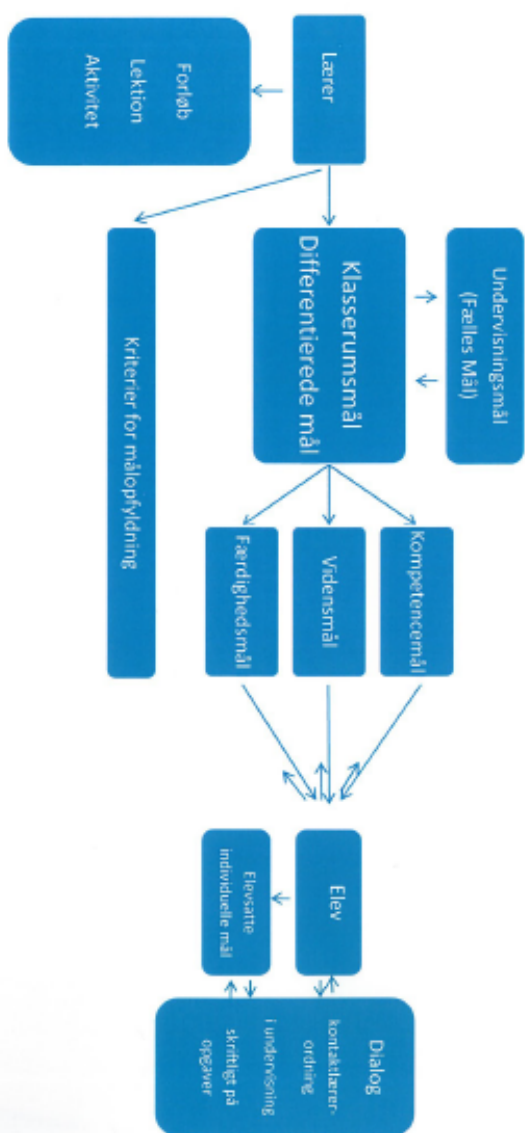 Undervisningsmål
(Fælles Mål)
Lærer
Klasserumsmål
Differentierede mål
Forløb
Lektion
Aktivitet
Kriterier for målopfyldning
Kompetencemål
Vidensmål
Færdighedsmål
Elev
Elevsatte
individuelle mål
Dialog
kontaktlærer-
ordning
i undervisning
skriftligt på
opgaver